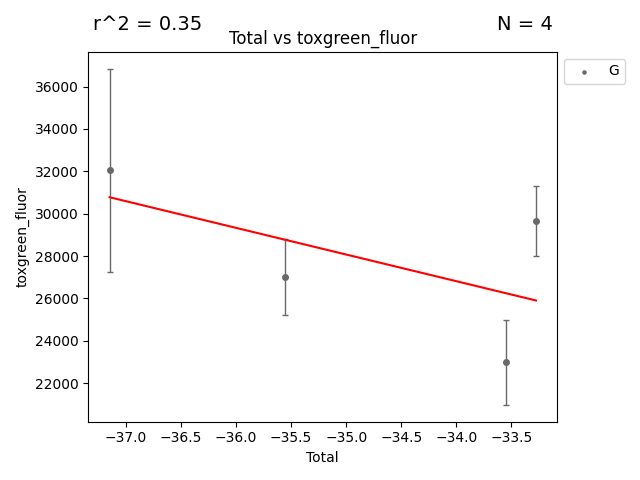 r^2 = 0.35
N = 4
Total vs toxgreen_fluor
G
36000
34000
32000
30000
28000
26000
24000
22000
toxgreen_fluor
−37.0 −36.5 −36.0 −35.5 −35.0 −34.5 −34.0 −33.5
Total